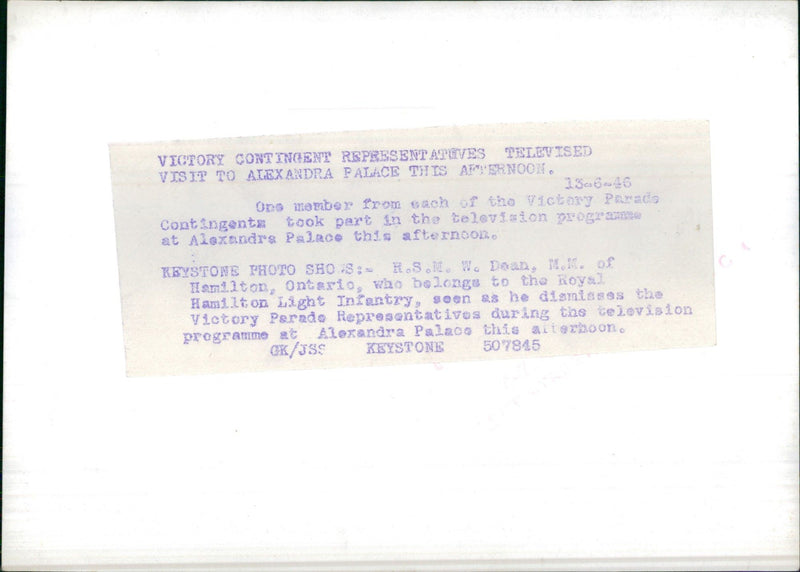 VICTORY CONTINGENT REPRESENTATIVES TELEVISED
VISIT TO ALEXANDRA PALACE THIS AFTERNOON.
13-6-46
One member from each of the Victory Parade
Contingents took part in the television programme
at Alexandra Palace this afternoon.
KEYSTONE PHOTO SHOWS:- R.S.M. W. Dean, M.M. of
Hamilton, Ontario, who belongs to the Royal
Hamilton Light Infantry, seen as he dismisses the
Victory Parade Representatives during the television
programme at Alexandra Palace this afternoon.
GK/JSS KEYSTONE 507845